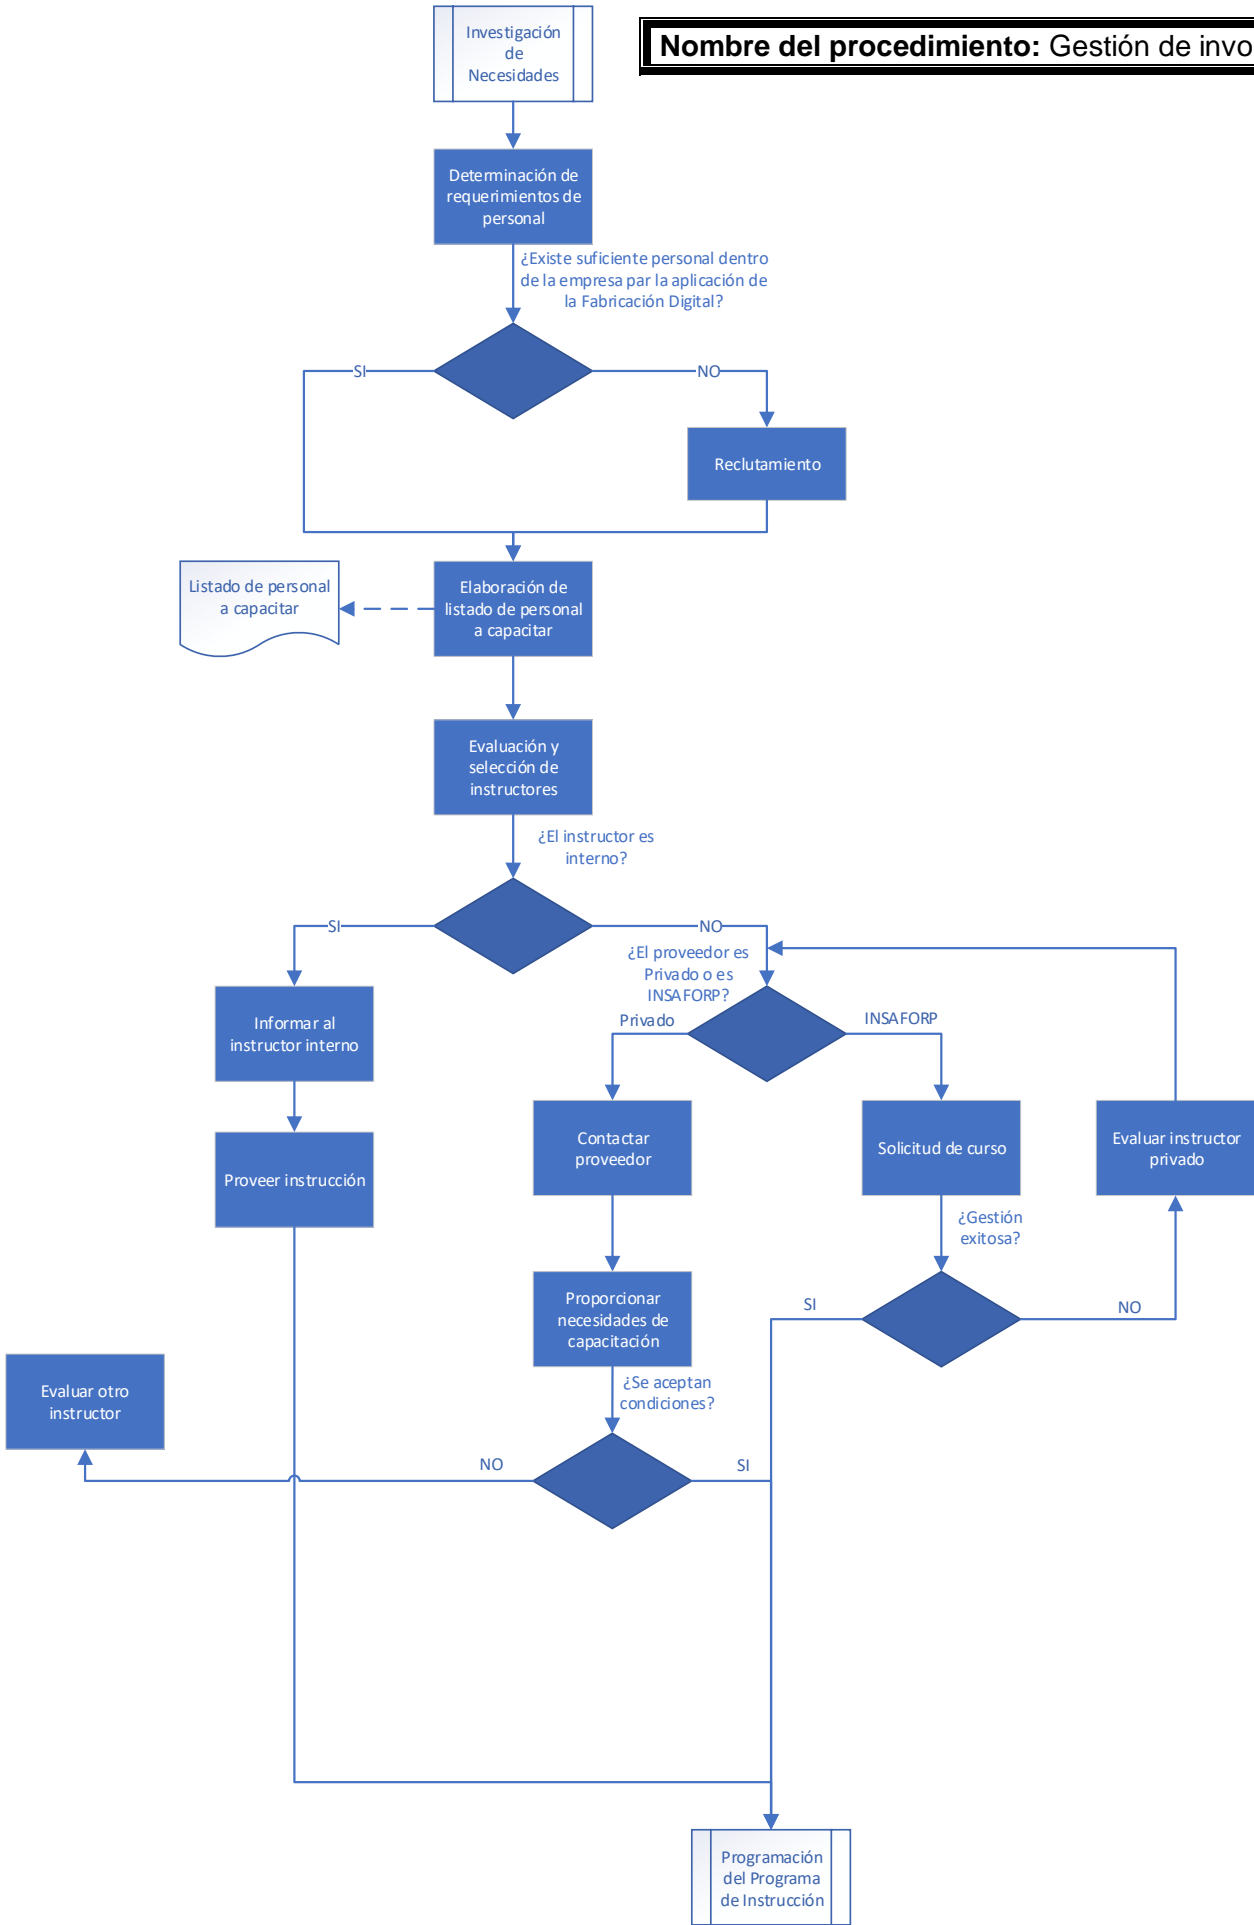 Investigación
de
Necesidades
Nombre del procedimiento: Gestión de invo
Determinación de
requerimientos de
personal
¿Existe suficiente personal dentro
de la empresa par la aplicación de
la Fabricación Digital?
SI
NO
Reclutamiento
Listado de personal
a capacitar
Elaboración de
listado de personal
a capacitar
Evaluación y
selección de
instructores
¿El instructor es
interno?
SI
NO
¿El proveedor es
Privado o es
INSAFORP?
Privado
INSAFORP
Informar al
instructor interno
Contactar
proveedor
Solicitud de curso
Evaluar instructor
privado
Proveer instrucción
¿Gestión
exitosa?
Proporcionar
necesidades de
capacitación
SI
NO
Evaluar otro
instructor
¿Se aceptan
condiciones?
NO
SI
Programación
del Programa
de Instrucción